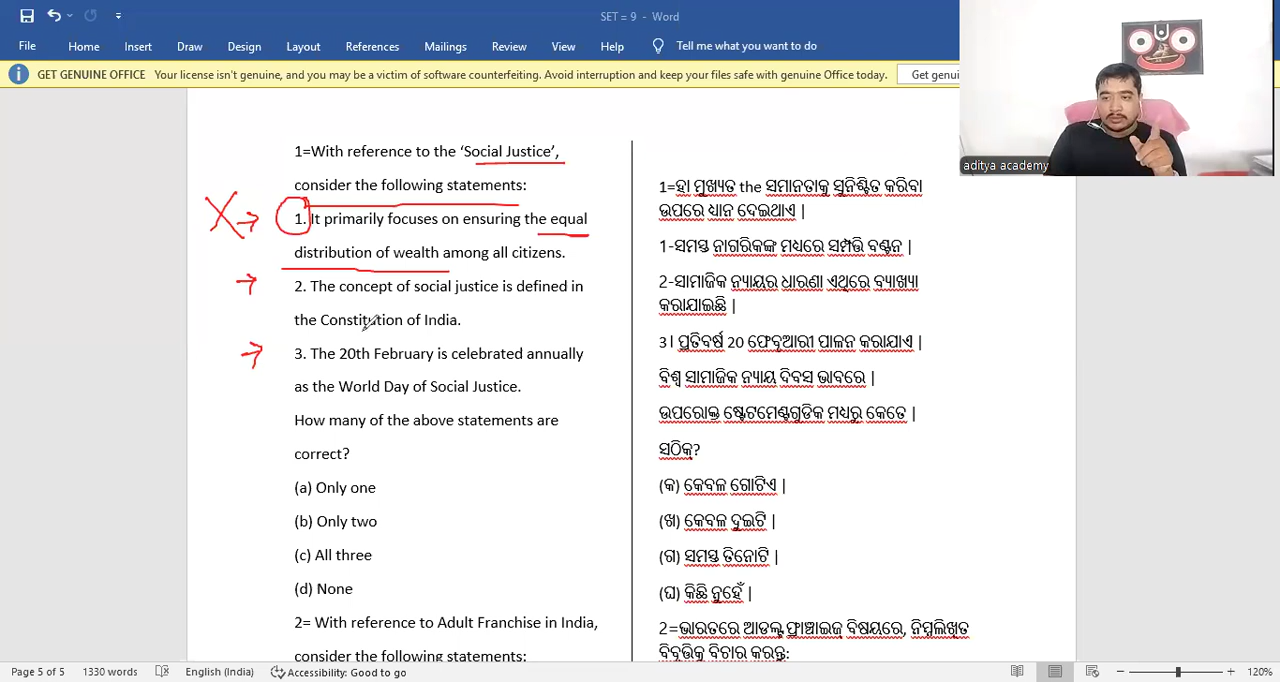 SET = 9 - Word
File Home Insert Draw Design Layout References Mailings Review View Help Tell me what you want to do
GET GENUINE OFFICE Your license isn't genuine, and you may be a victim of software counterfeiting. Avoid interruption and keep your files safe with genuine Office today. Get genui
aditya academy
1=With reference to the ‘Social Justice’,
consider the following statements:
1. It primarily focuses on ensuring the equal
distribution of wealth among all citizens.
2. The concept of social justice is defined in
the Constitution of India.
3. The 20th February is celebrated annually
as the World Day of Social Justice.
How many of the above statements are
correct?
(a) Only one
(b) Only two
(c) All three
(d) None
2= With reference to Adult Franchise in India,
consider the following statements:
1=ହା ମୁଖ୍ୟତ the ସମାନତାକୁ ସୁନିଶ୍ଚିତ କରିବା
ଉପରେ ଧ୍ୟାନ ଦେଇଥାଏ |
1-ସମସ୍ତ ନାଗରିକଙ୍କ ମଧ୍ୟରେ ସମ୍ପତ୍ତି ବଣ୍ଟନ |
2-ସାମାଜିକ ନ୍ୟାୟର ଧାରଣା ଏଥିରେ ବ୍ୟାଖ୍ୟା
କରାଯାଇଛି |
3। ପ୍ରତିବର୍ଷ 20 ଫେବୃଆରୀ ପାଳନ କରାଯାଏ |
ବିଶ୍ୱ ସାମାଜିକ ନ୍ୟାୟ ଦିବସ ଭାବରେ |
ଉପରୋକ୍ତ ଷ୍ଟେଟମେଣ୍ଟଗୁଡିକ ମଧ୍ୟରୁ କେତେ |
ସଠିକ୍?
(କ) କେବଳ ଗୋଟିଏ |
(ଖ) କେବଳ ଦୁଇଟି |
(ଗ) ସମସ୍ତ ତିନୋଟି |
(ଘ) କିଛି ନୁହେଁ |
2=ଭାରତରେ ଆଡଲ୍ଟ ଫ୍ରାଞ୍ଚାଇଜ୍ ବିଷୟରେ, ନିମ୍ନଲିଖିତ
ବିବୃତ୍ତିକୁ ବିଚାର କରନ୍ତୁ:
Page 5 of 5 1330 words English (India) Accessibility: Good to go 120%